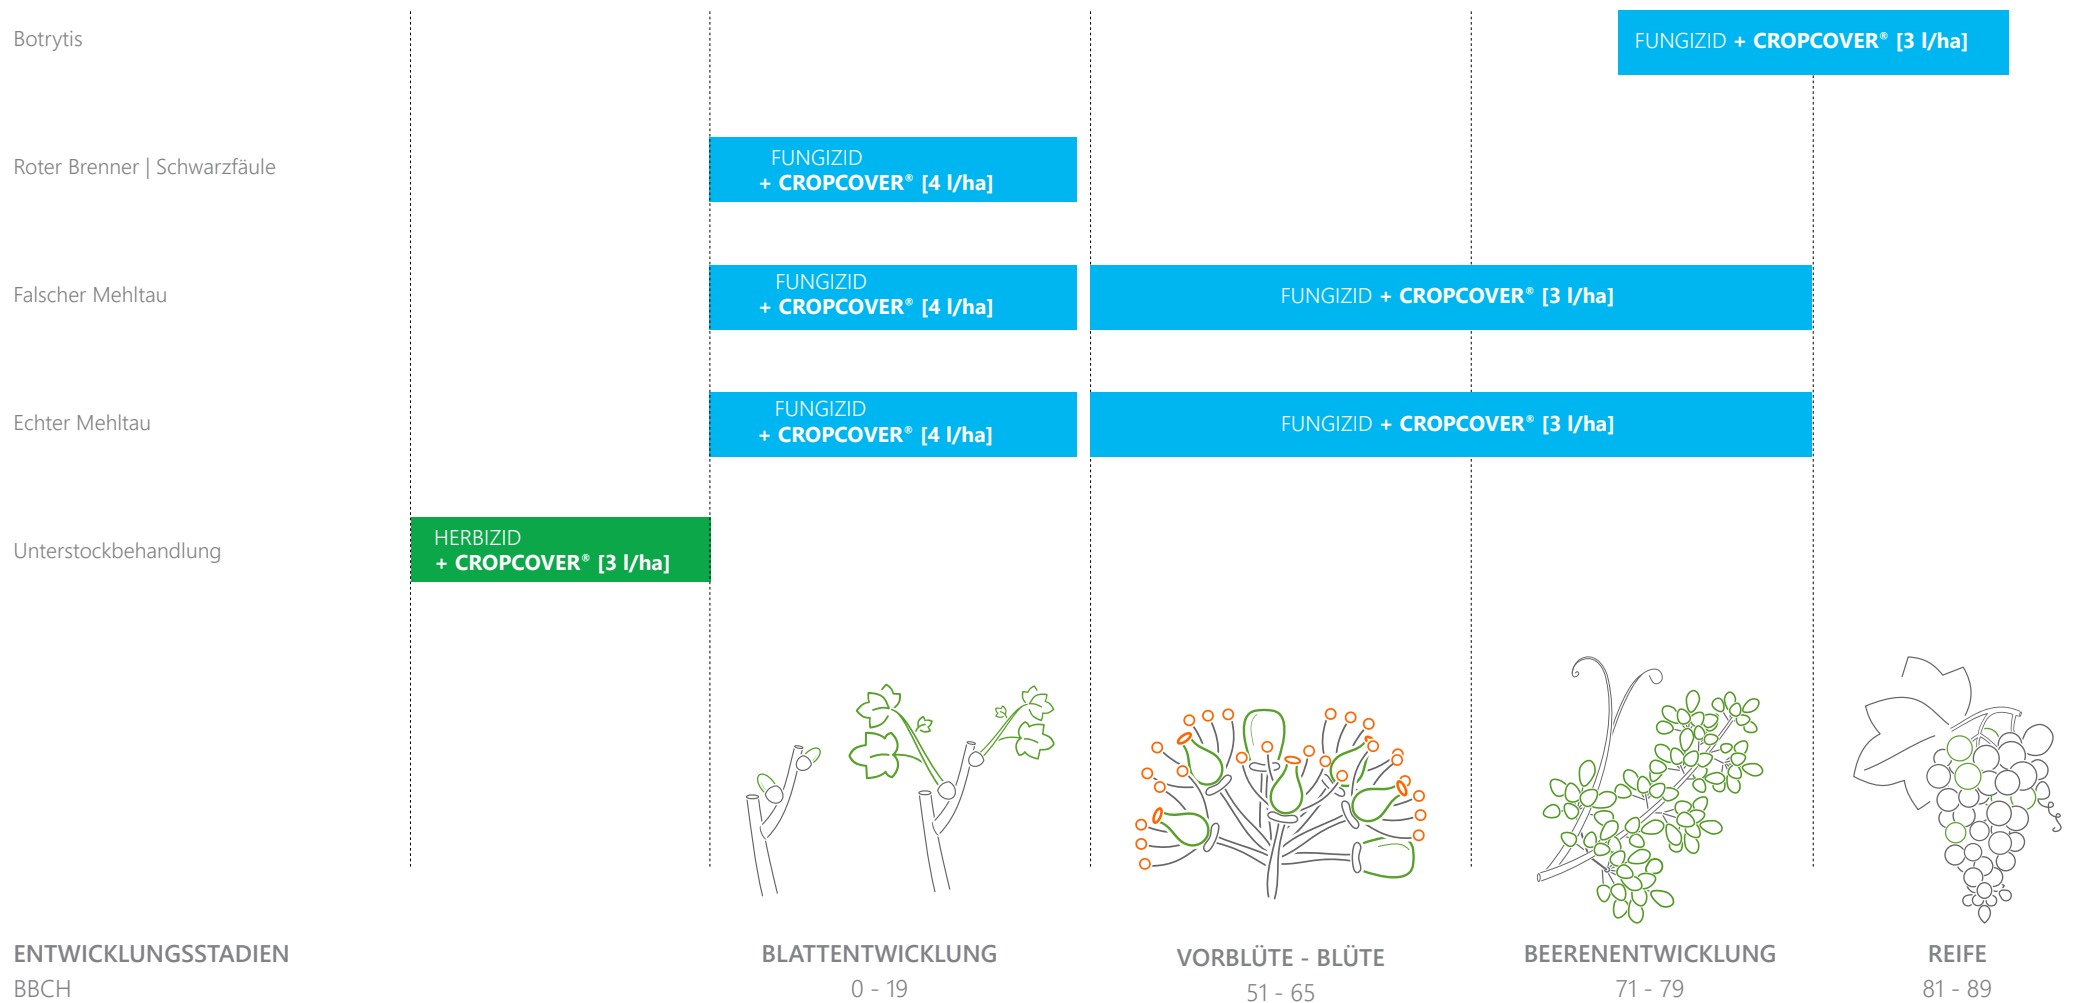 Botrytis
FUNGIZID + CROPCOVER® [3 l/ha]
Roter Brenner | Schwarzfäule
FUNGIZID
+ CROPCOVER® [4 l/ha]
Falscher Mehltau
FUNGIZID
+ CROPCOVER® [4 l/ha]
FUNGIZID + CROPCOVER® [3 l/ha]
Echter Mehltau
FUNGIZID
+ CROPCOVER® [4 l/ha]
FUNGIZID + CROPCOVER® [3 l/ha]
Unterstockbehandlung
HERBIZID
+ CROPCOVER® [3 l/ha]
ENTWICKLUNGSSTADIEN
BBCH
BLATTENTWICKLUNG
0 - 19
VORBLÜTE - BLÜTE
51 - 65
BEERENENTWICKLUNG
71 - 79
REIFE
81 - 89